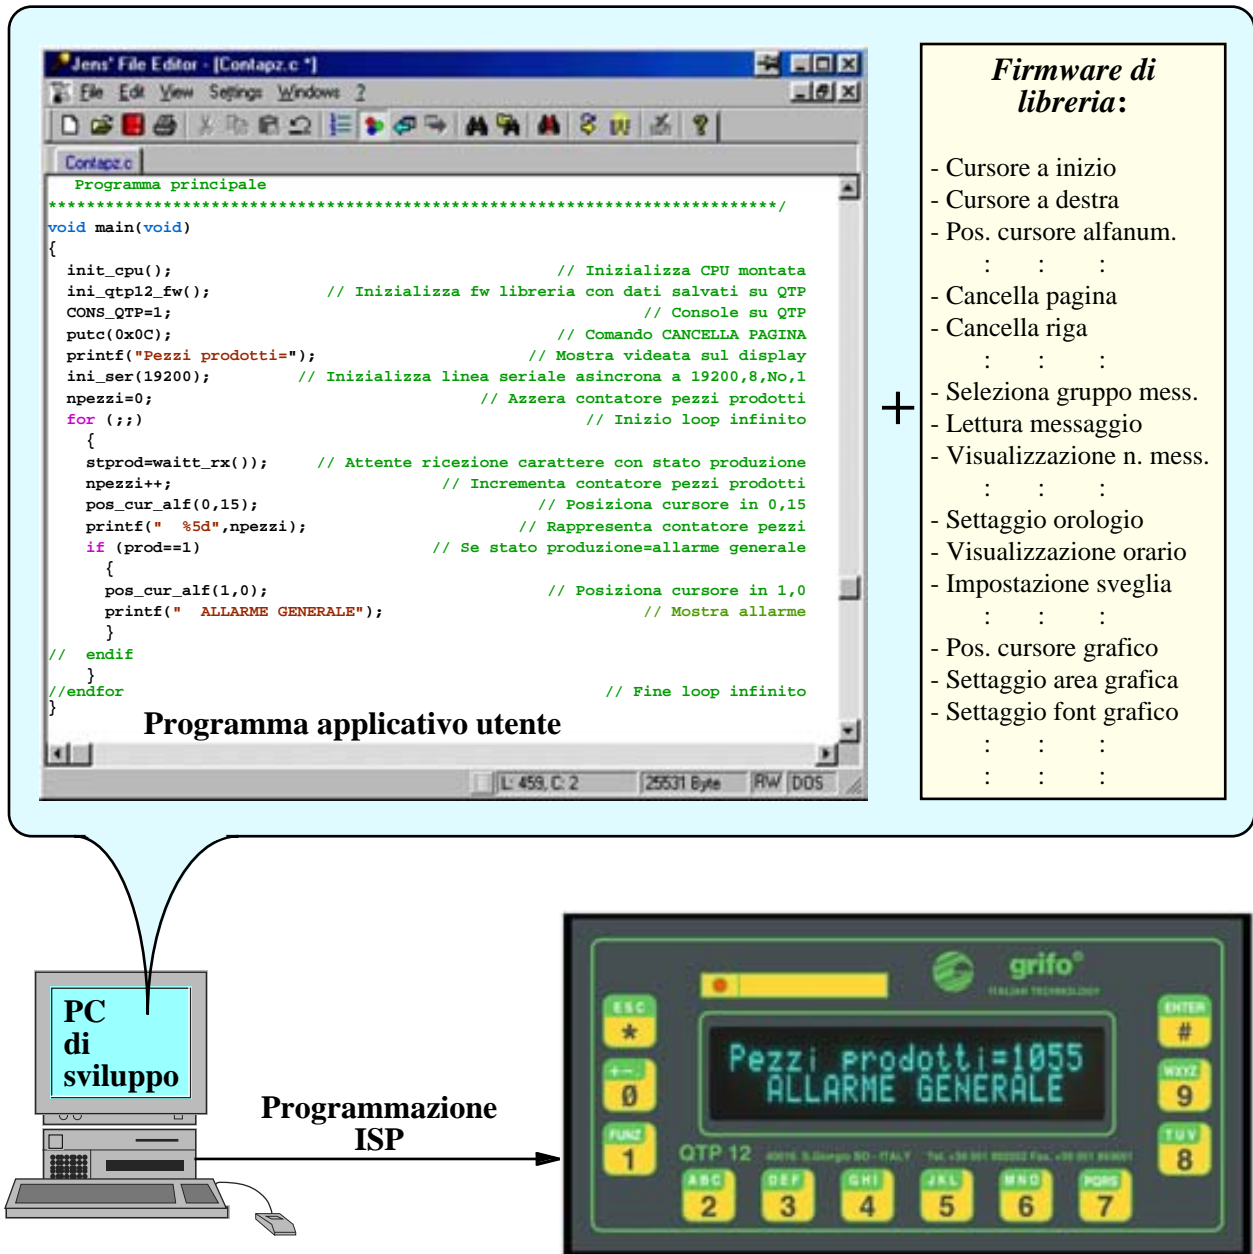 Jens' File Editor - [Contapz.c *]
File Edit View Settings Windows ?
Contapz.c
Programma principale
****************************************************************************/
void main(void)
{
init_cpu(); // Inizializza CPU montata
ini_qtp12_fw(); // Inizializza fw libreria con dati salvati su QTP
CONS_QTP=1; // Console su QTP
putc(0x0C); // Comando CANCELLA PAGINA
printf("Pezzi prodotti="); // Mostra videata sul display
ini_ser(19200); // Inizializza linea seriale asincrona a 19200,8,No,1
npezzi=0; // Azzera contatore pezzi prodotti
for (;;) // Inizio loop infinito
{
stprod=waitt_rx()); // Attente ricezione carattere con stato produzione
npezzi++; // Incrementa contatore pezzi prodotti
pos_cur_alf(0,15); // Posiziona cursore in 0,15
printf("  %5d",npezzi); // Rappresenta contatore pezzi
if (prod==1) // Se stato produzione=allarme generale
{
pos_cur_alf(1,0); // Posiziona cursore in 1,0
printf("  ALLARME GENERALE"); // Mostra allarme
}
// endif
}
//endfor // Fine loop infinito
}
Programma applicativo utente
L: 459, C: 2 25531 Byte RW DOS
+
Firmware di
libreria:
- Cursore a inizio
- Cursore a destra
- Pos. cursore alfanum.
: : :
- Cancella pagina
- Cancella riga
: : :
- Seleziona gruppo mess.
- Lettura messaggio
- Visualizzazione n. mess.
: : :
- Settaggio orologio
- Visualizzazione orario
- Impostazione sveglia
: : :
- Pos. cursore grafico
- Settaggio area grafica
- Settaggio font grafico
: : :
: : :
PC
di
sviluppo
Programmazione
ISP
grifo®
ITALIAN TECHNOLOGY
ESC
*
ENTER
#
Pezzi prodotti=1055
ALLARME GENERALE
+-.
0
WXYZ
9
FUNZ
1
TUV
8
QTP 12 40016 S.Giorgio BO - ITALY
ABC
2
DEF
3
GHI
4
JKL
5
MNO
6
PQRS
7